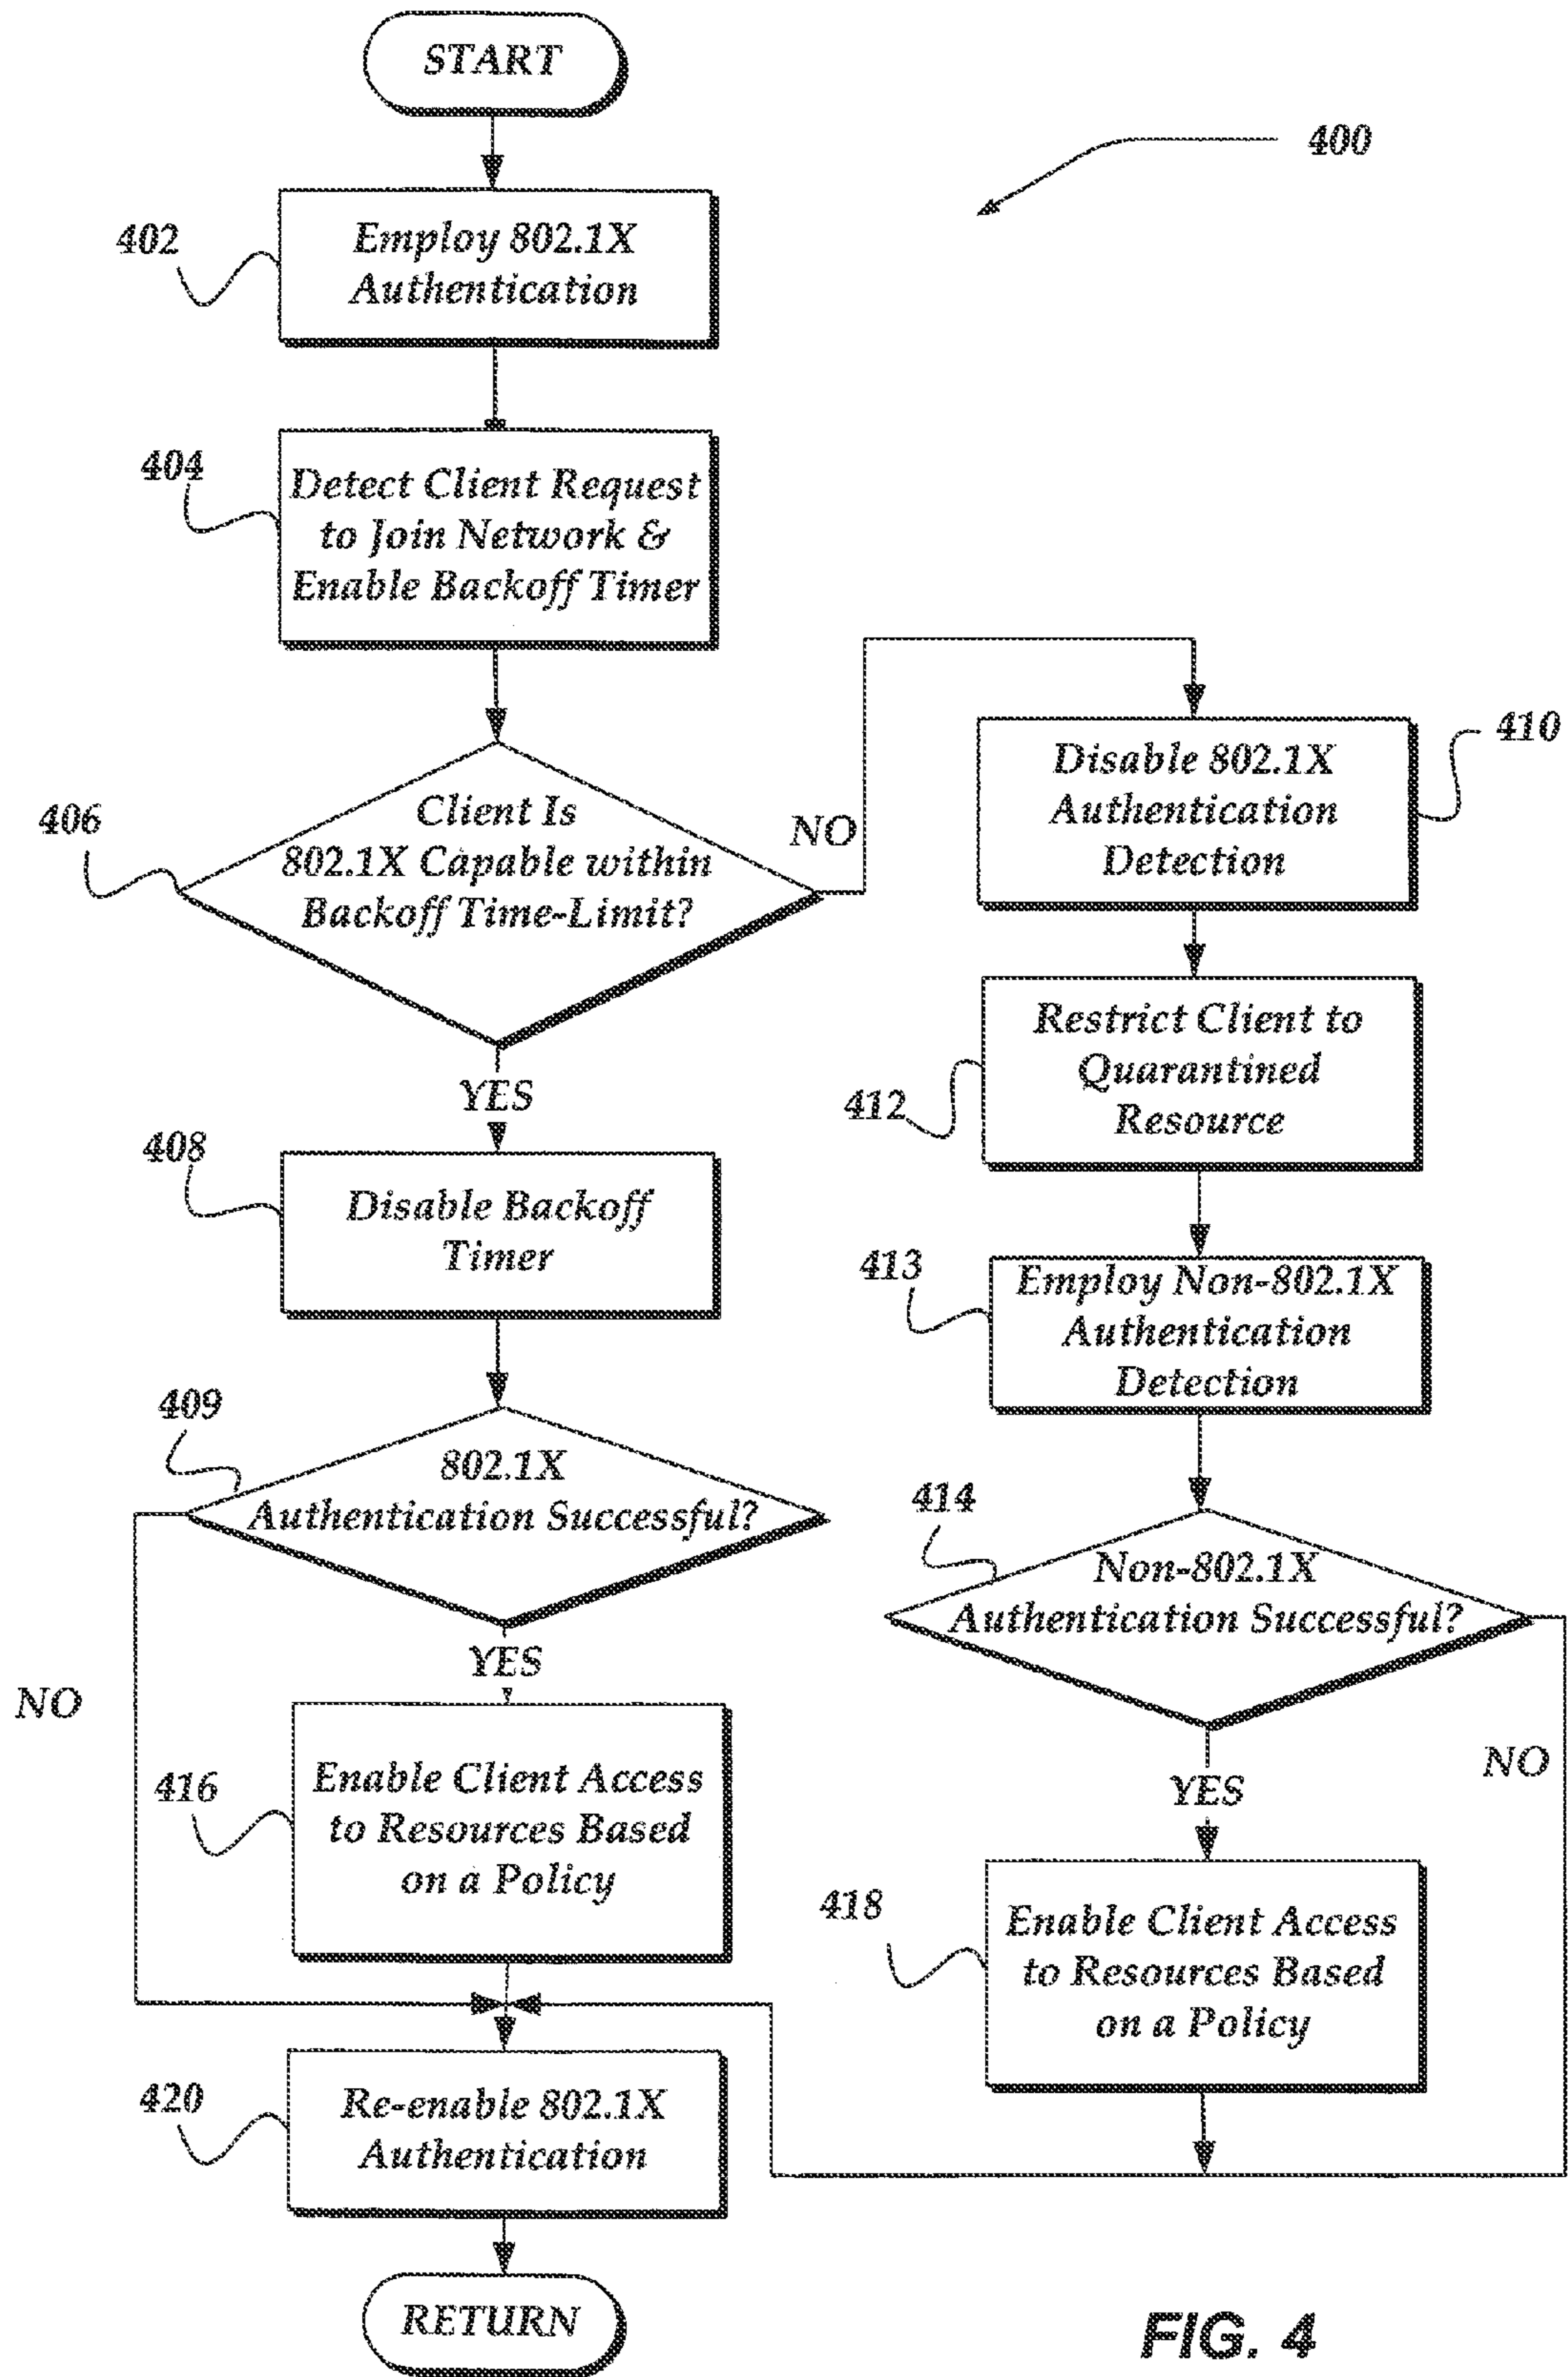 START
400
402
Employ 802.1X
Authentication
404
Detect Client Request
to Join Network &
Enable Backoff Timer
406
Client Is
802.1X Capable within
Backoff Time-Limit?
NO
YES
410
Disable 802.1X
Authentication
Detection
412
Restrict Client to
Quarantined
Resource
408
Disable Backoff
Timer
413
Employ Non-802.1X
Authentication
Detection
409
802.1X
Authentication Successful?
NO
YES
414
Non-802.1X
Authentication Successful?
NO
YES
416
Enable Client Access
to Resources Based
on a Policy
418
Enable Client Access
to Resources Based
on a Policy
420
Re-enable 802.1X
Authentication
RETURN
FIG. 4